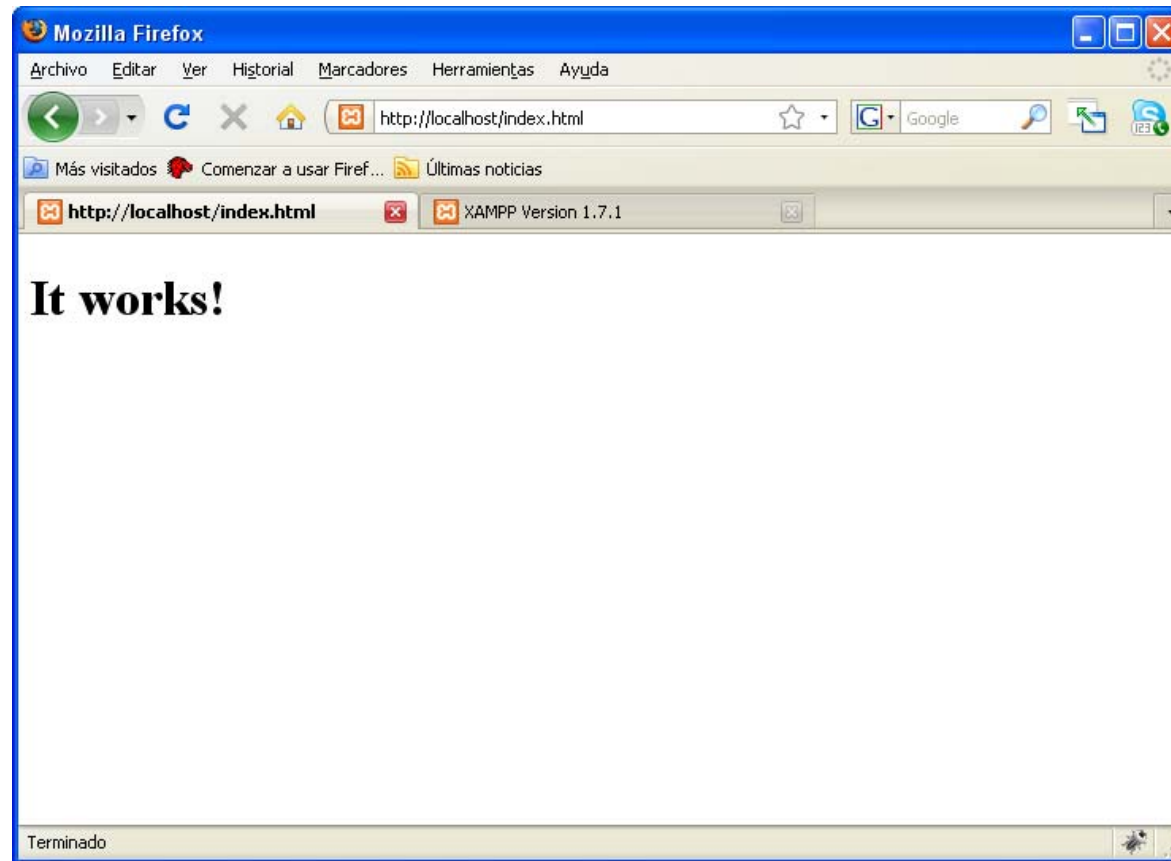 Mozilla Firefox
Archivo Editar Ver Historial Marcadores Herramientas Ayuda
http://localhost/index.html G Google
Más visitados Comenzar a usar Firef... Últimas noticias
http://localhost/index.html XAMPP Version 1.7.1
It works!
Terminado